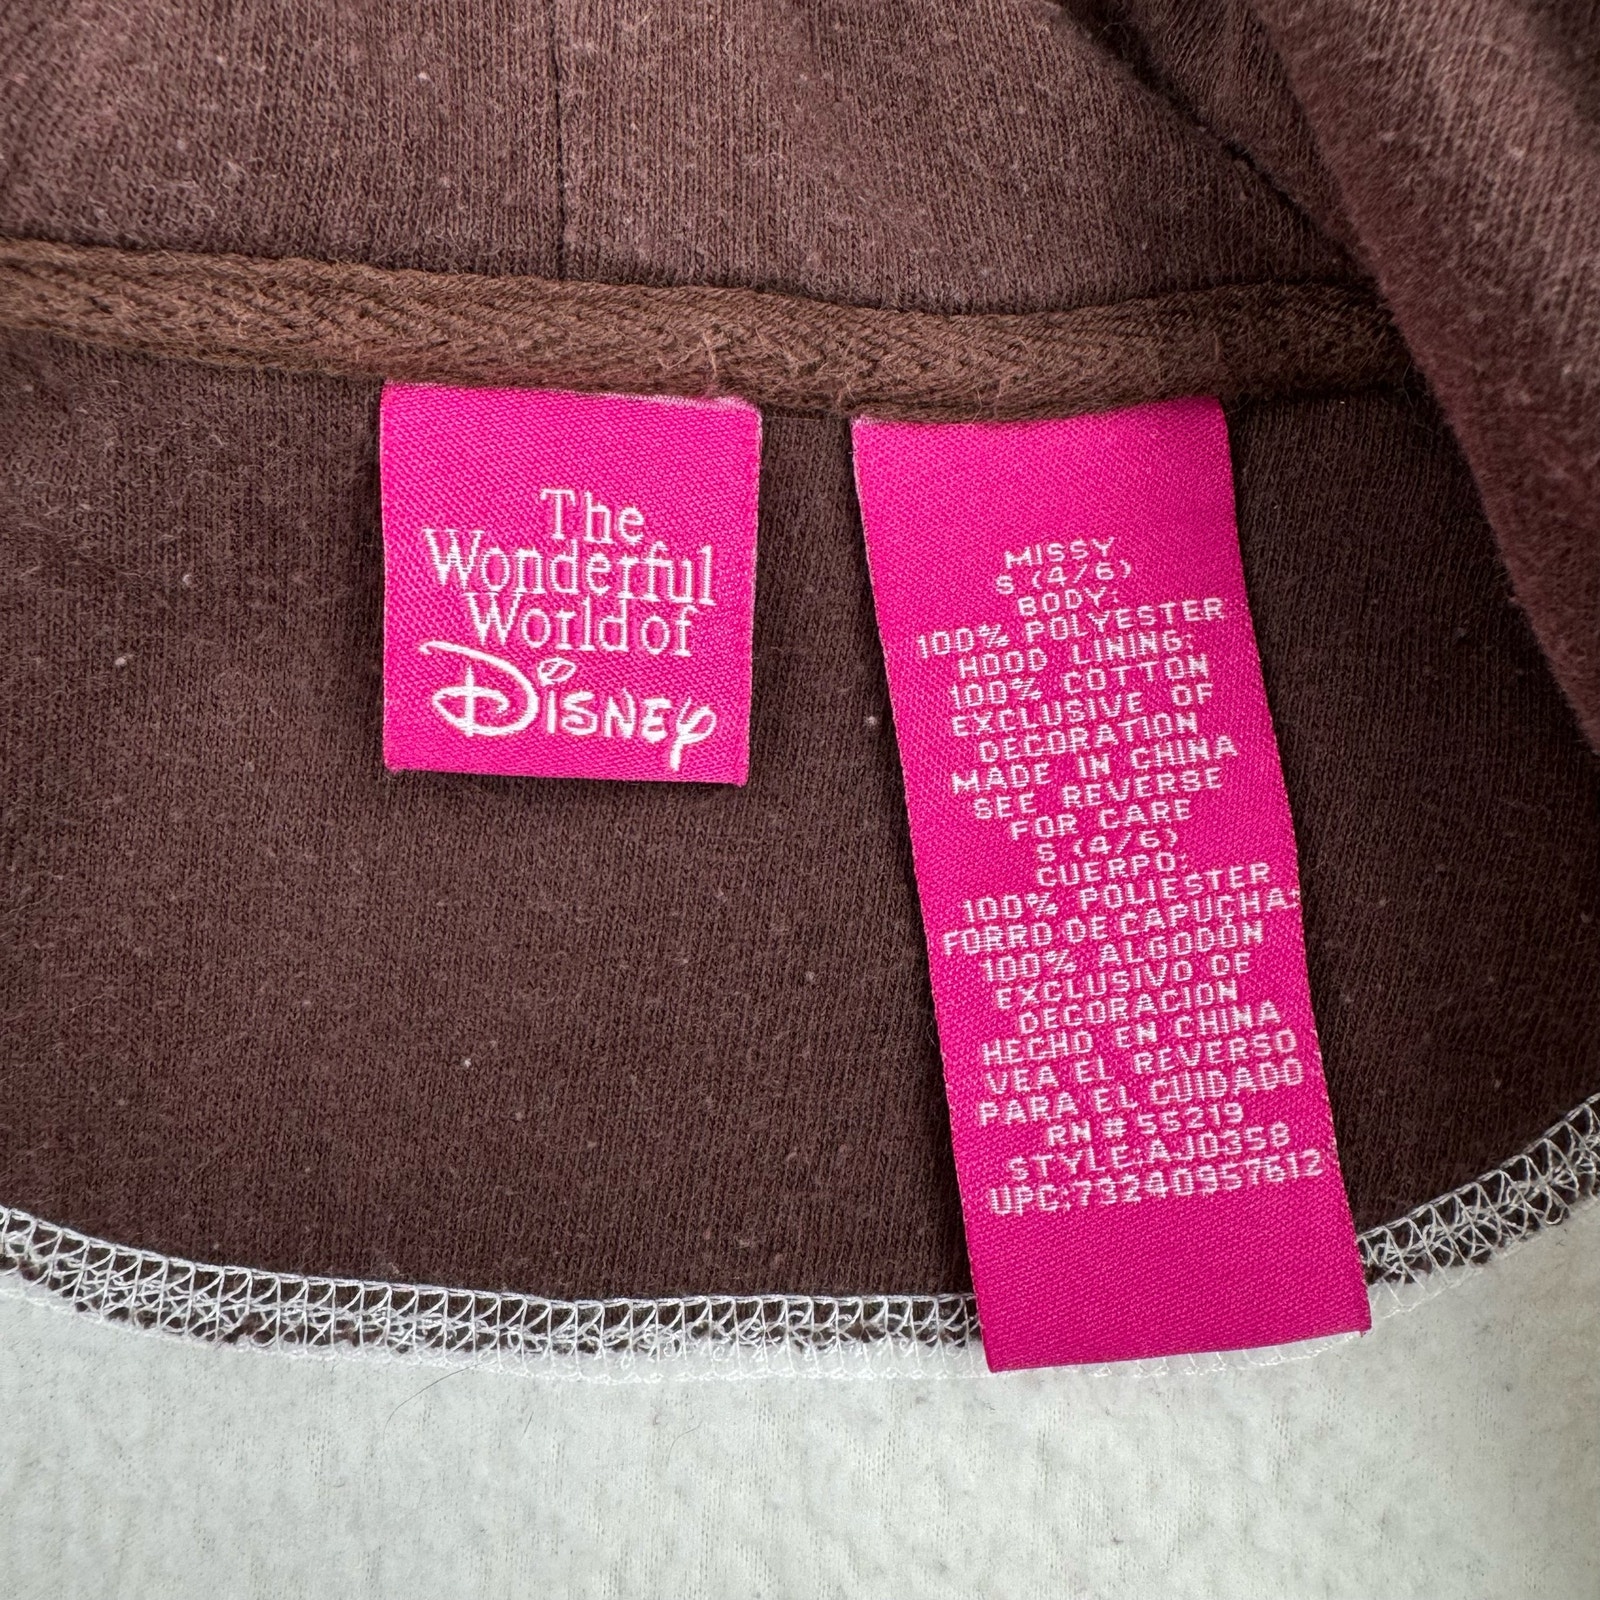 The
Wonderful
World of
Disney
MISSY
S (4/6)
BODY:
100% POLYESTER
HOOD LINING:
100% COTTON
EXCLUSIVE OF
DECORATION
MADE IN CHINA
SEE REVERSE
FOR CARE
S (4/6)
CUERPO:
100% POLIESTER
FORRO DE CAPUCHA:
100% ALGODÓN
EXCLUSIVO DE
DECORACION
HECHO EN CHINA
VEA EL REVERSO
PARA EL CUIDADO
RN # 55219
STYLE:AJ0358
UPC:73240957612